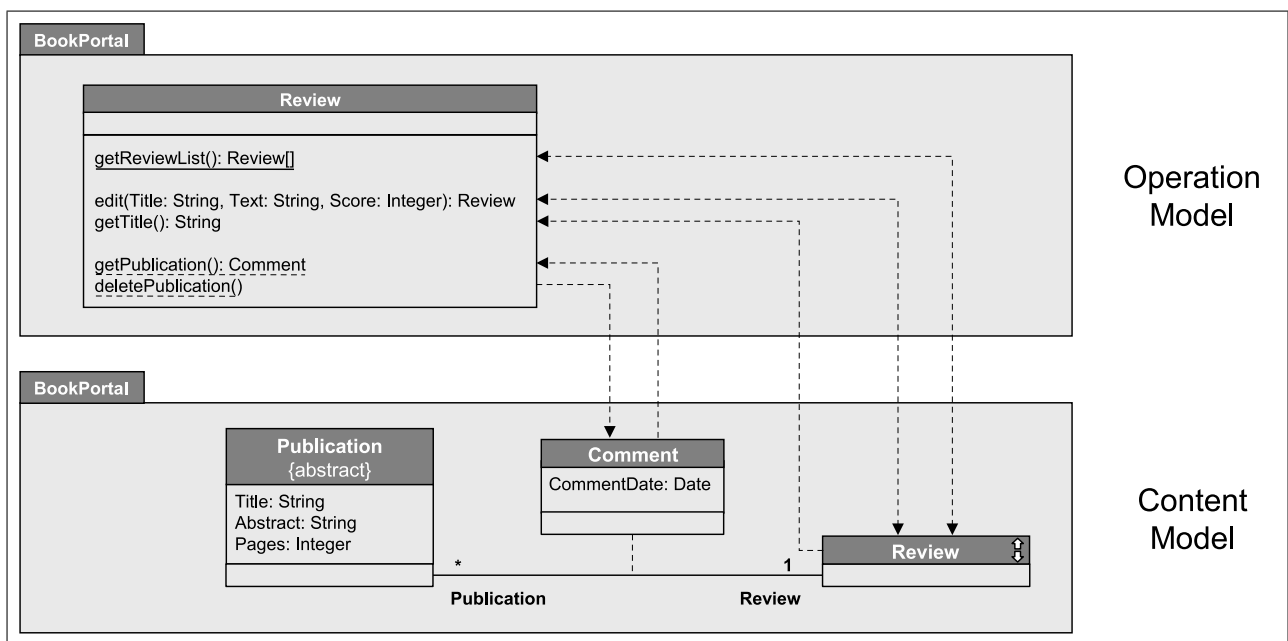 BookPortal
Review
getReviewList(): Review[]
edit(Title: String, Text: String, Score: Integer): Review
getTitle(): String
getPublication(): Comment
deletePublication()
Operation
Model
BookPortal
Publication
{abstract}
Title: String
Abstract: String
Pages: Integer
Comment
CommentDate: Date
Review
*
1
Publication
Review
Content
Model